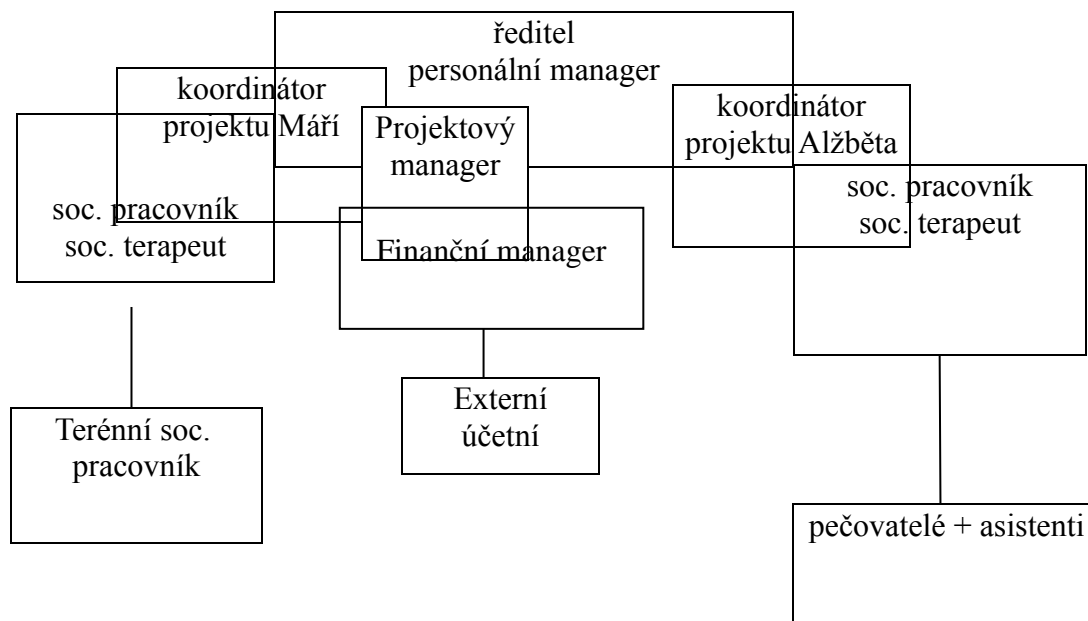 ředitel
personální manager
koordinátor
projektu Máří
Projektový
manager
koordinátor
projektu Alžběta
soc. pracovník
soc. terapeut
soc. pracovník
soc. terapeut
Finanční manager
Externí
účetní
Terénní soc.
pracovník
pečovatelé + asistenti